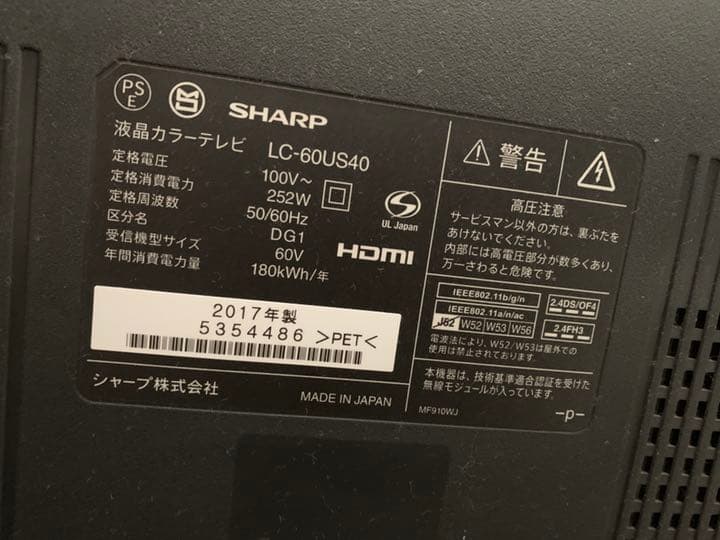 PS
E
SHARP
液晶カラーテレビ LC-60US40
定格電圧 100V～
定格消費電力 252W
定格周波数 50/60Hz
区分名 DG1
受信機型サイズ 60V
年間消費電力量 180kWh/年
UL Japan
HDMI
2017年製
5354486 >PET<
シャープ株式会社
MADE IN JAPAN
警告
高圧注意
サービスマン以外の方は、裏ぶたを
あけないでください。
内部には高電圧部分が数多くあり、
万一さわると危険です。
IEEE802.11b/g/n
IEEE802.11a/n/ac
J52 W52 W53 W56
2.4DS/OF4
2.4FH3
電波法により、W52/W53は屋外での
使用は禁止されております。
本機器は、技術基準適合認証を受けた
無線モジュールが入っています。
MF910WJ
-p-